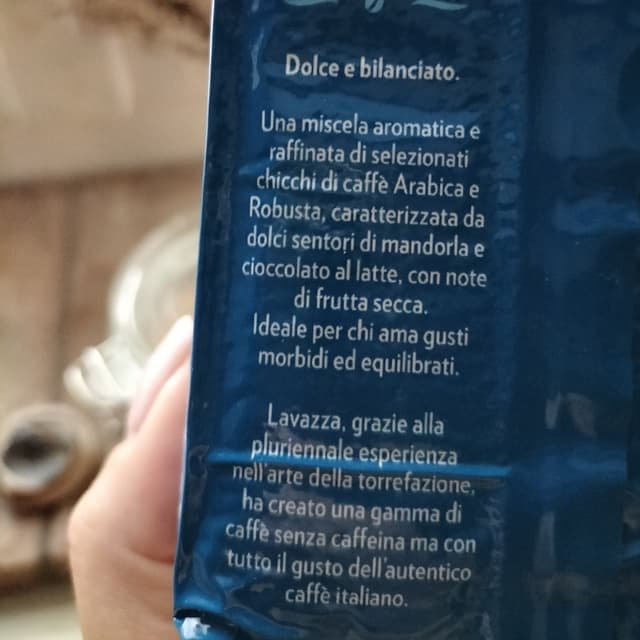 Dolce e bilanciato.
Una miscela aromatica e
raffinata di selezionati
chicchi di caffè Arabica e
Robusta, caratterizzata da
dolci sentori di mandorla e
cioccolato al latte, con note
di frutta secca.
Ideale per chi ama gusti
morbidi ed equilibrati.
Lavazza, grazie alla
pluriennale esperienza
nell'arte della torrefazione,
ha creato una gamma di
caffè senza caffeina ma con
tutto il gusto dell'autentico
caffè italiano.